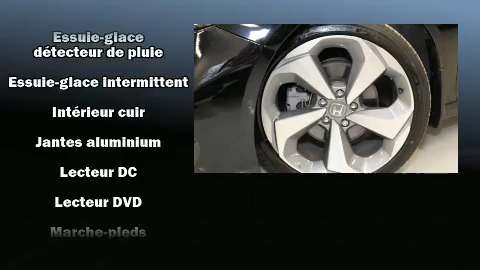 Essuie-glace
détecteur de pluie
Essuie-glace intermittent
Intérieur cuir
Jantes aluminium
Lecteur DC
Lecteur DVD
Marche-pieds